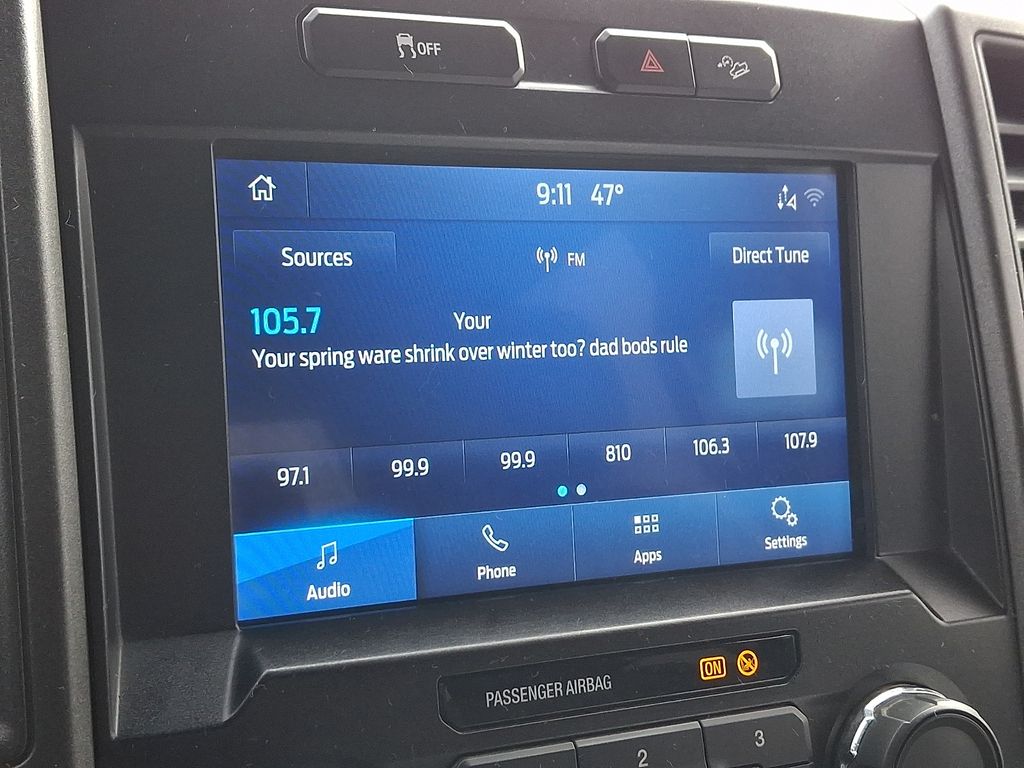 OFF
9:11 47°
Sources FM Direct Tune
105.7 Your
Your spring ware shrink over winter too? dad bods rule
97.1 99.9 99.9 810 106.3 107.9
Audio Phone Apps Settings
PASSENGER AIRBAG ON
2 3